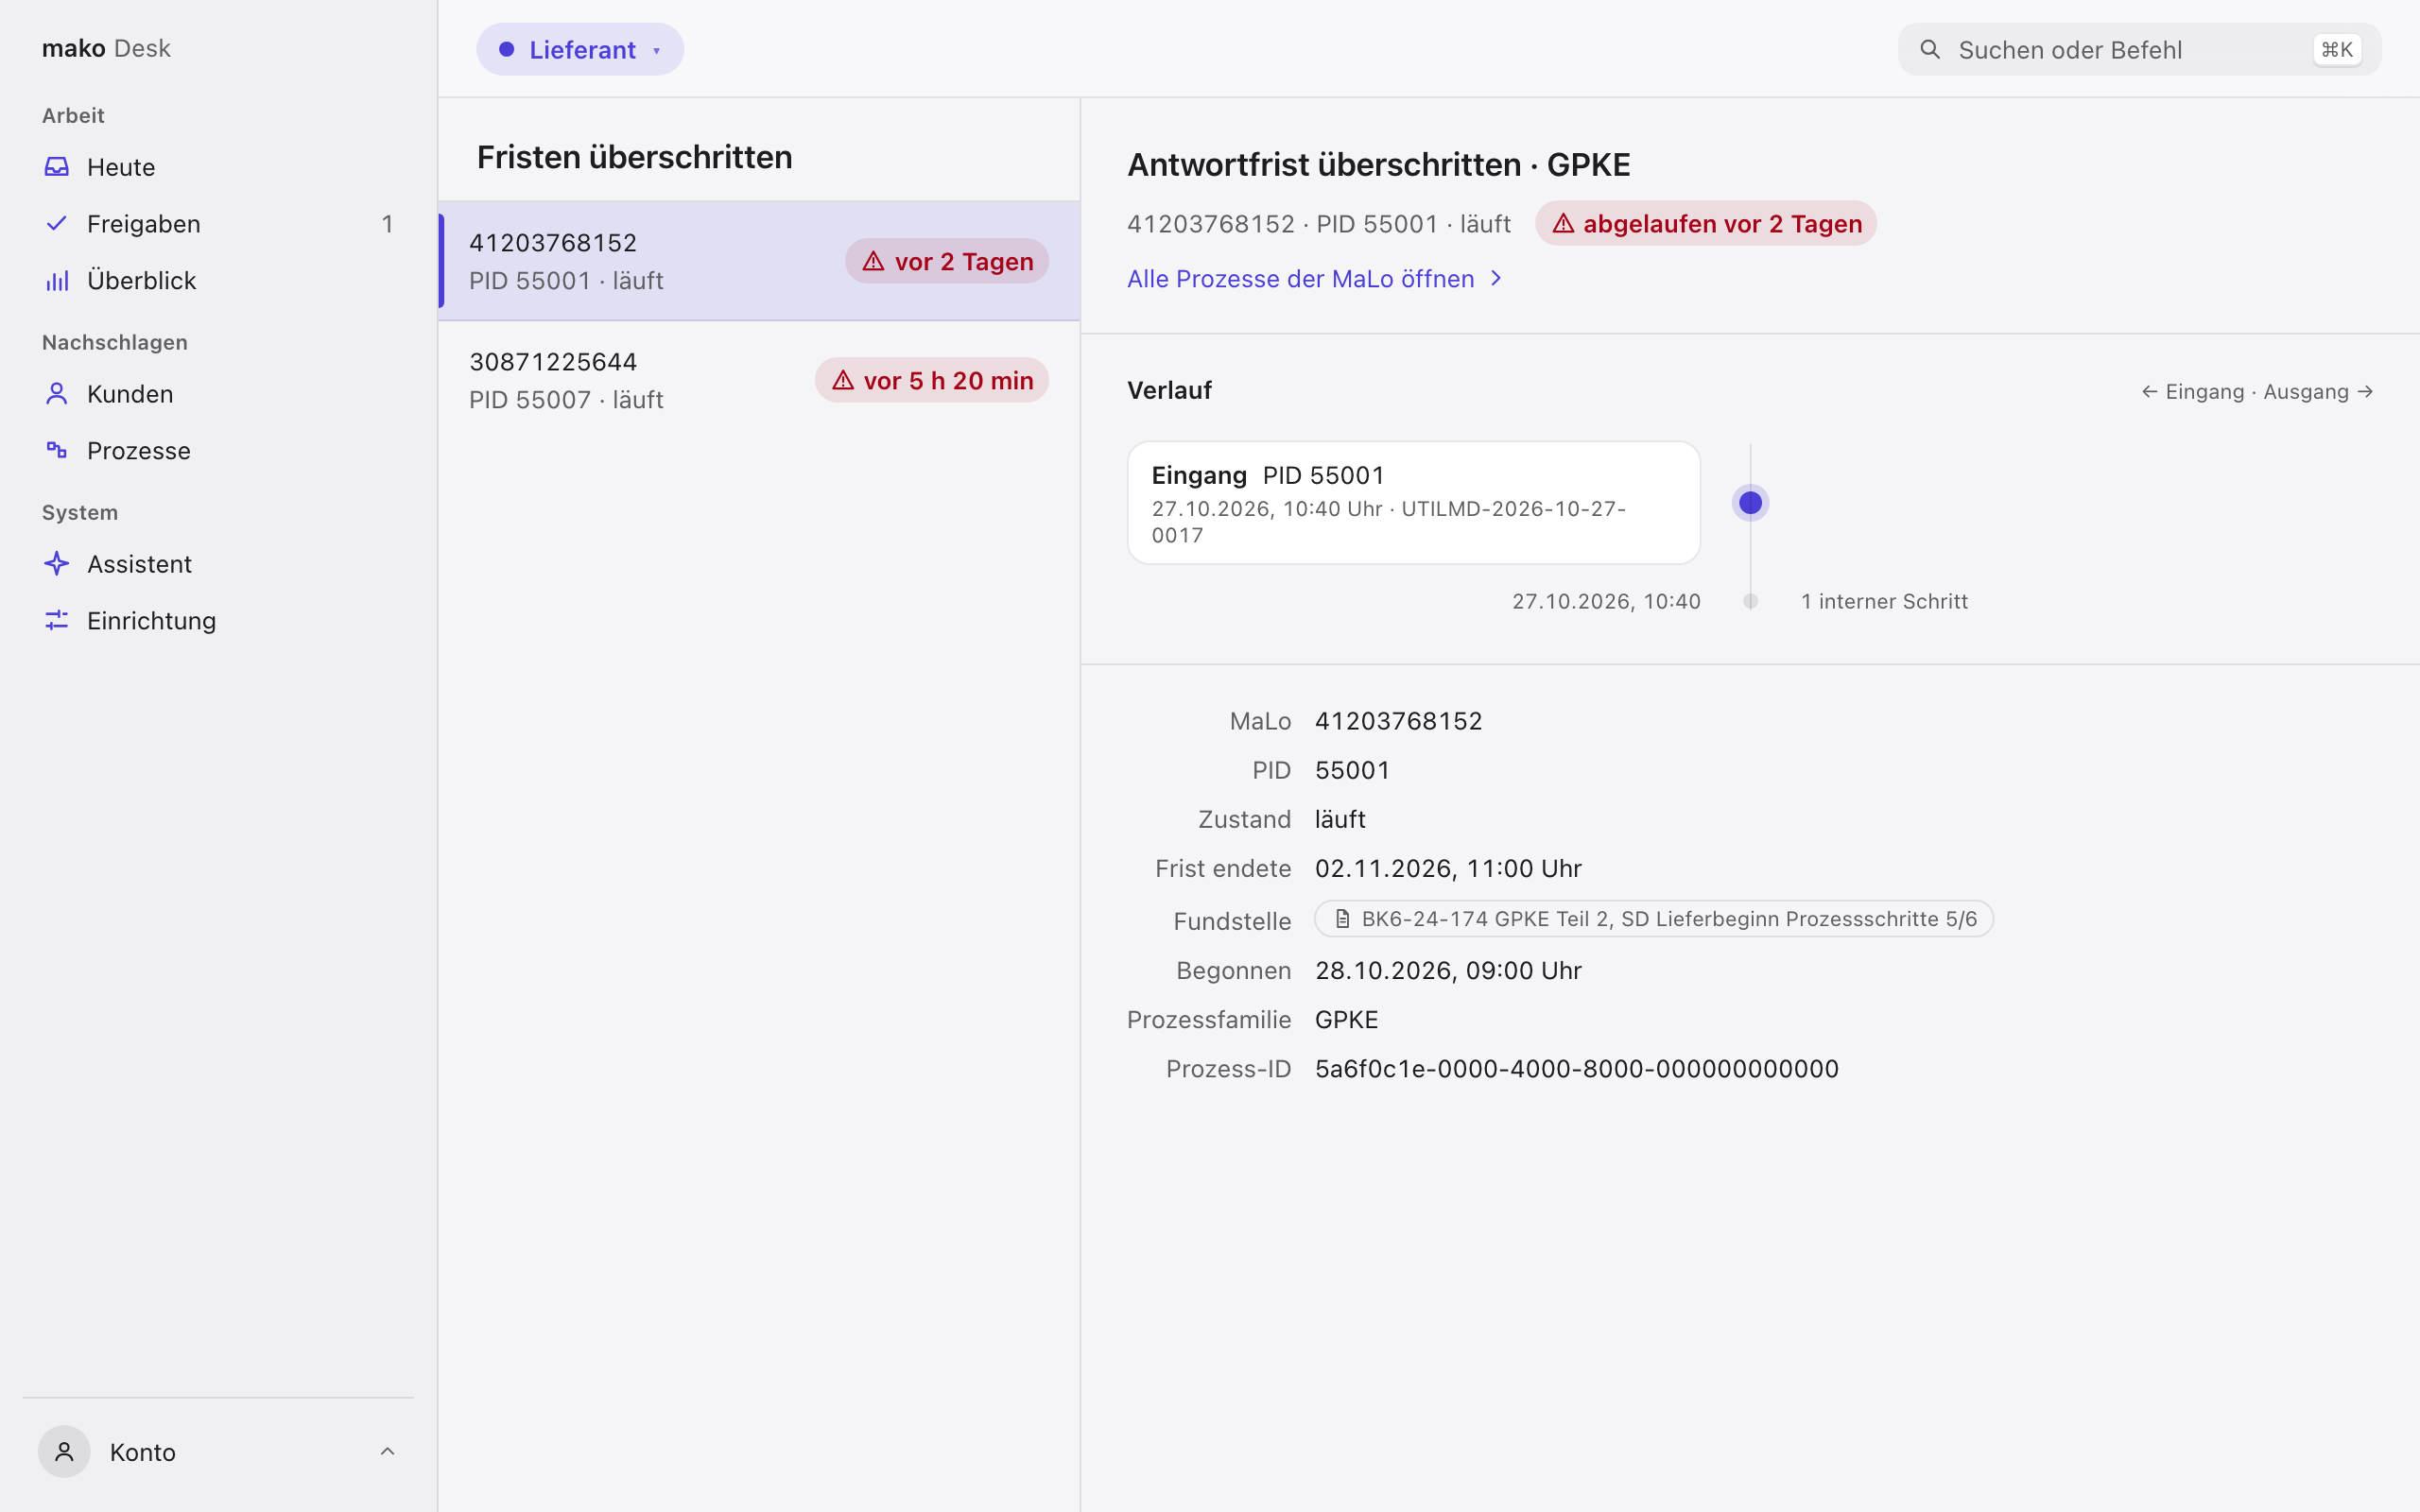 mako Desk
Arbeit
Heute
Freigaben 1
Überblick
Nachschlagen
Kunden
Prozesse
System
Assistent
Einrichtung
Konto
Lieferant
Suchen oder Befehl ⌘K
Fristen überschritten
41203768152
PID 55001 · läuft
vor 2 Tagen
30871225644
PID 55007 · läuft
vor 5 h 20 min
Antwortfrist überschritten · GPKE
41203768152 · PID 55001 · läuft abgelaufen vor 2 Tagen
Alle Prozesse der MaLo öffnen
Verlauf
← Eingang · Ausgang →
Eingang PID 55001
27.10.2026, 10:40 Uhr · UTILMD-2026-10-27-
0017
27.10.2026, 10:40 1 interner Schritt
MaLo 41203768152
PID 55001
Zustand läuft
Frist endete 02.11.2026, 11:00 Uhr
Fundstelle BK6-24-174 GPKE Teil 2, SD Lieferbeginn Prozessschritte 5/6
Begonnen 28.10.2026, 09:00 Uhr
Prozessfamilie GPKE
Prozess-ID 5a6f0c1e-0000-4000-8000-000000000000